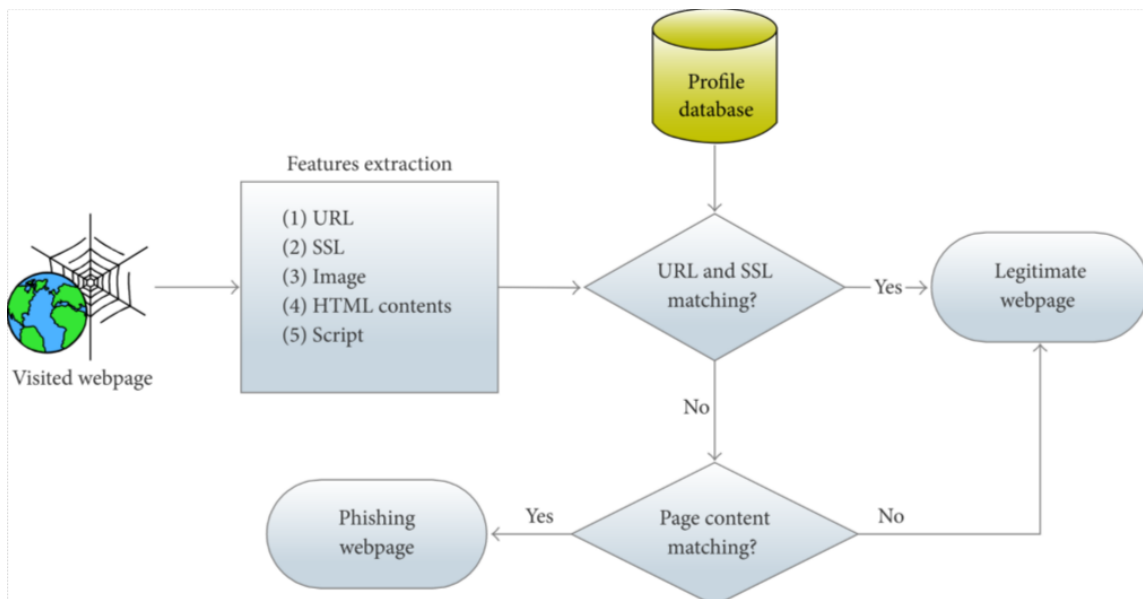 Profile
database
Features extraction
(1) URL
(2) SSL
(3) Image
(4) HTML contents
(5) Script
Visited webpage
URL and SSL
matching?
Yes
Legitimate
webpage
No
Phishing
webpage
Yes
Page content
matching?
No